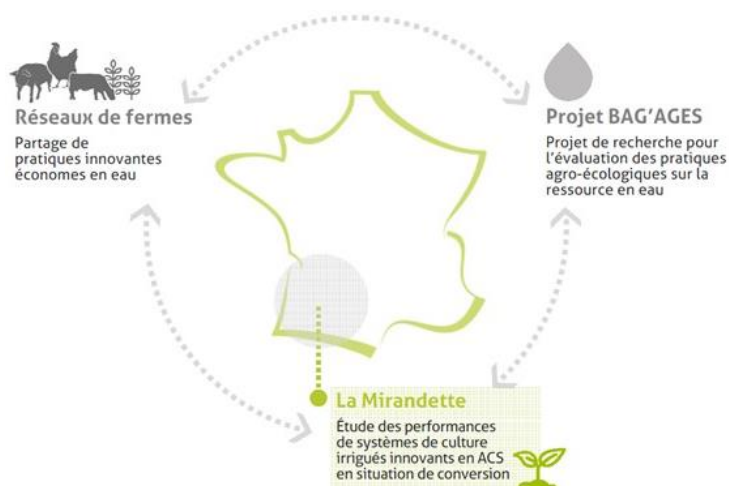 Réseaux de fermes
Partage de
pratiques innovantes
économes en eau
Projet BAG’AGES
Projet de recherche pour
l’évaluation des pratiques
agro-écologiques sur la
ressource en eau
La Mirandette
Étude des performances
de systèmes de culture
irrigués innovants en ACS
en situation de conversion